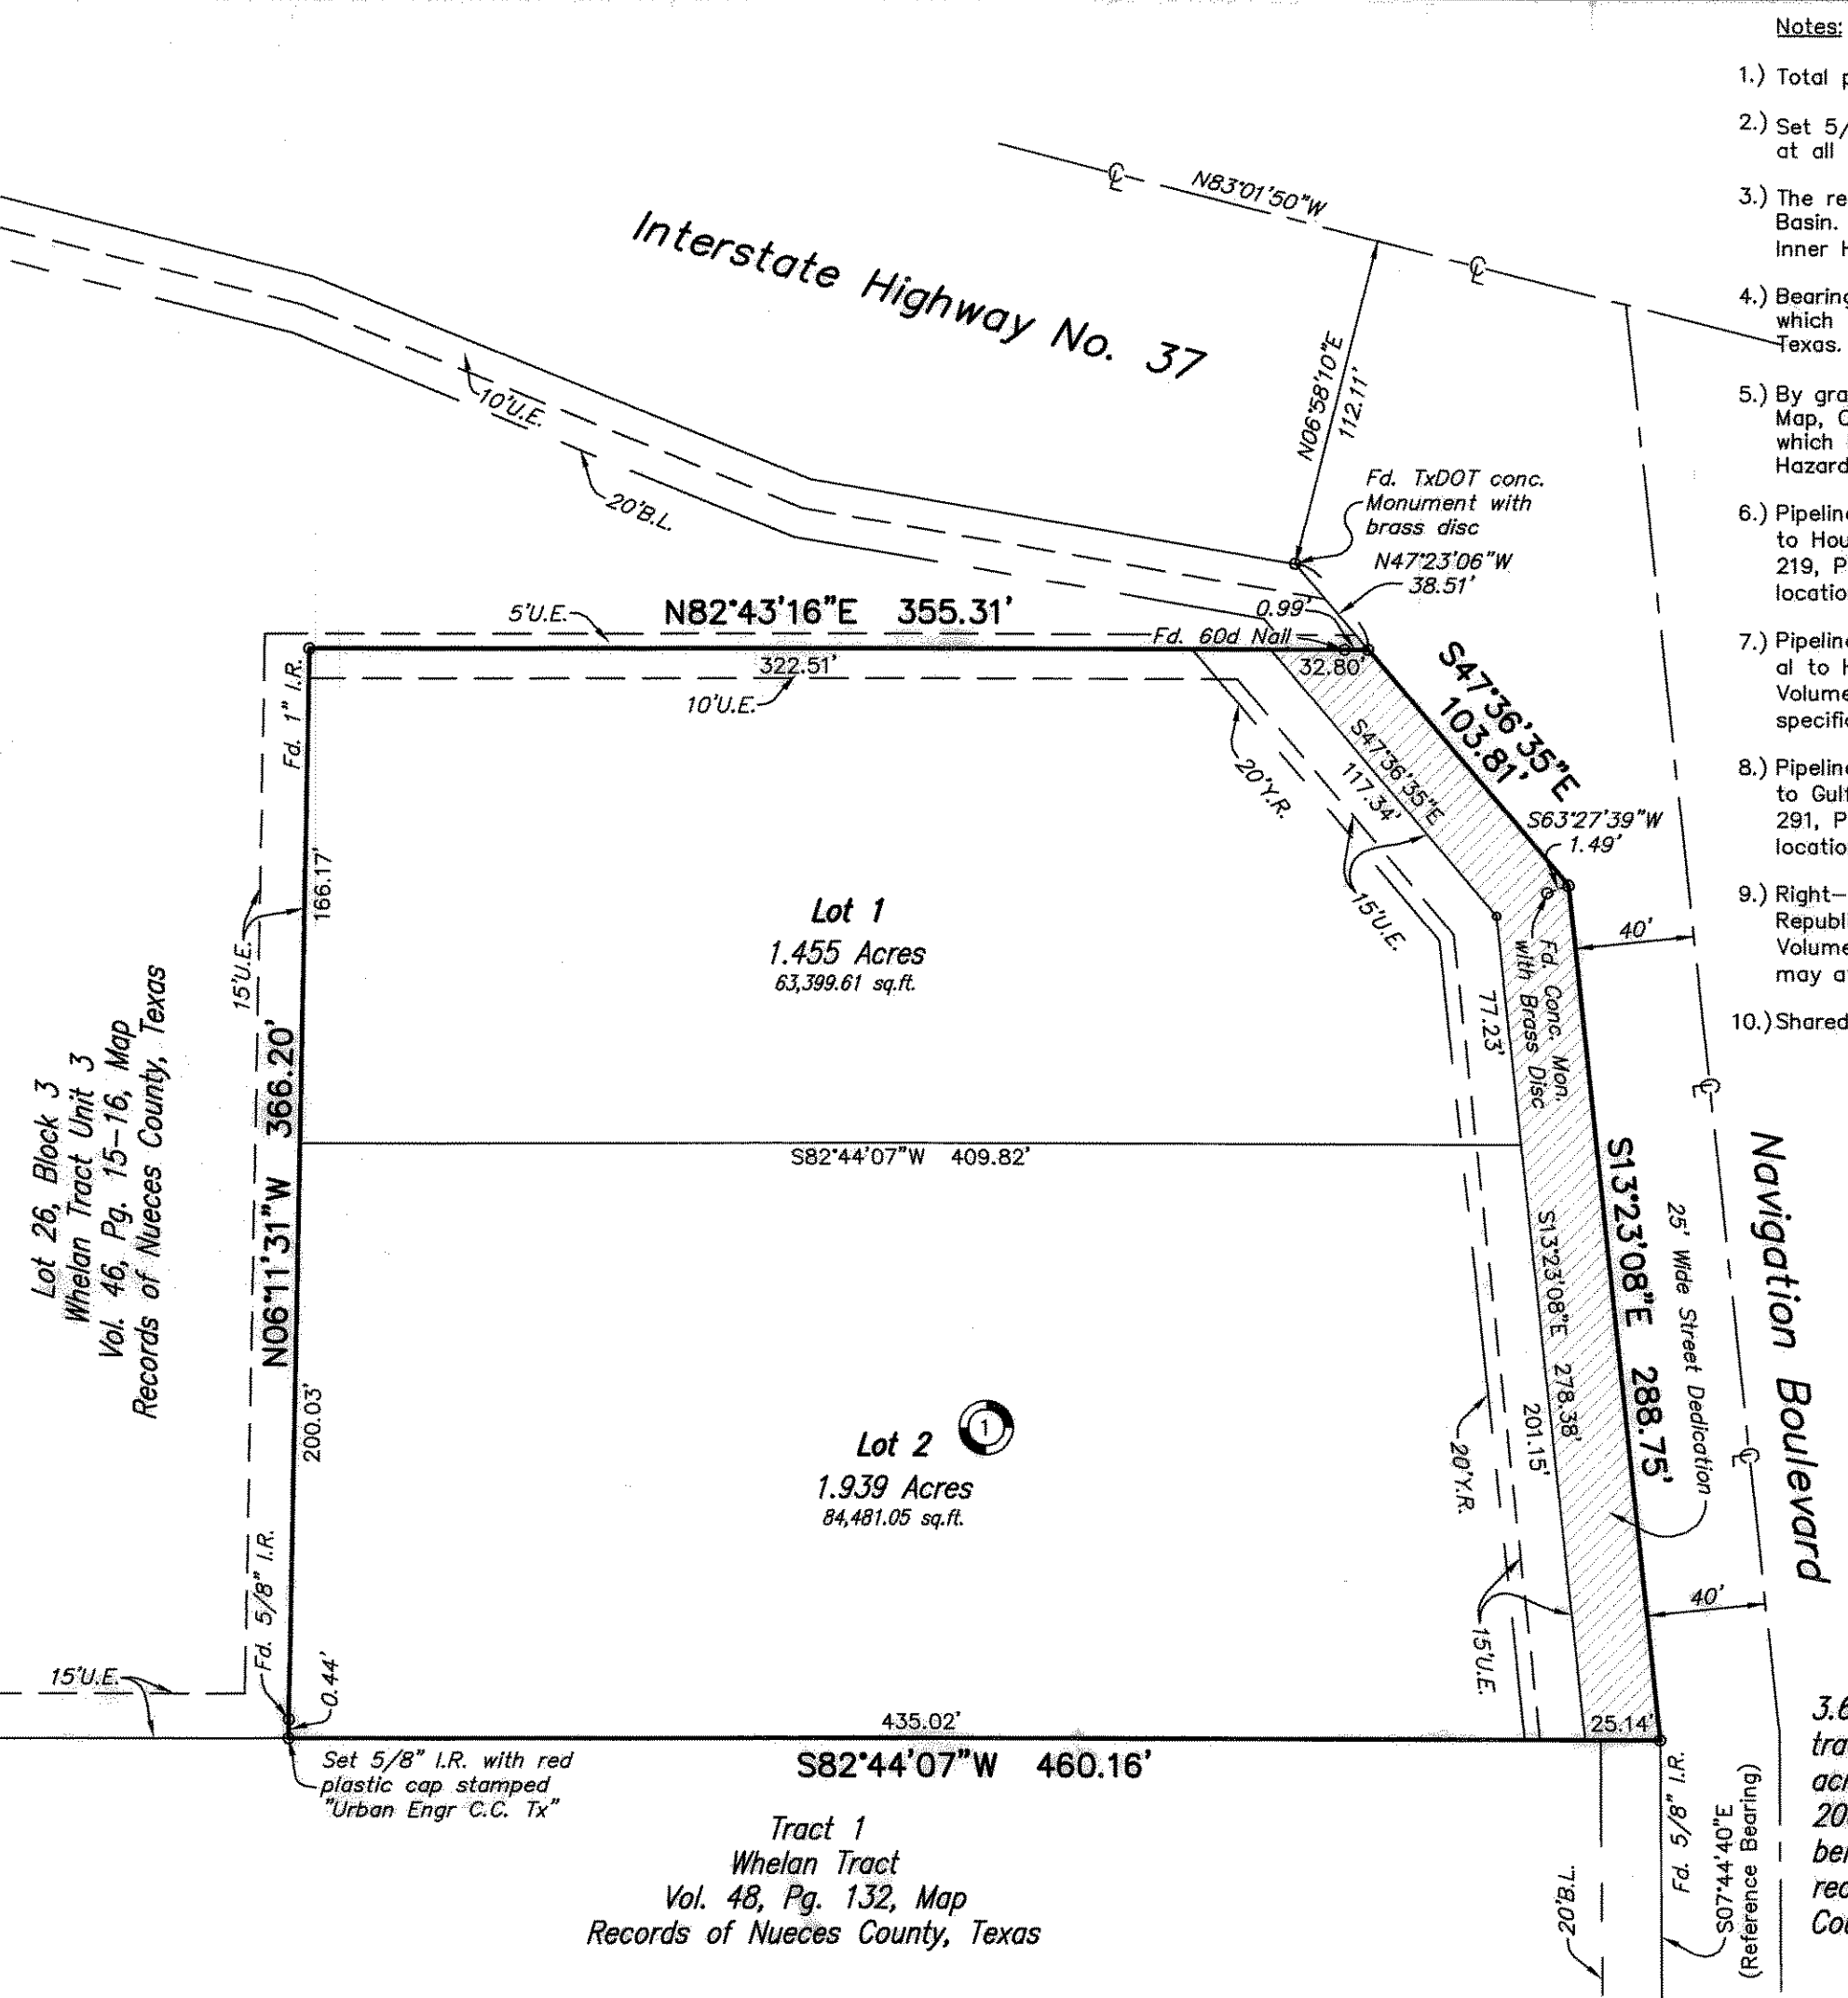 Notes:
1.) Total p
2.) Set 5/
at all
3.) The re
Basin.
Inner H
4.) Bearing
which
Texas.
5.) By gra
Map, C
which
Hazard
6.) Pipeline
to Hou
219, P
location
7.) Pipeline
al to H
Volume
specific
8.) Pipeline
to Gulf
291, P
location
9.) Right-
Republ
Volume
may a
10.) Shared
℄
N83°01'50"W
℄
Interstate Highway No. 37
N06°58'10"E
112.11'
10'U.E.
20'B.L.
Fd. TxDOT conc.
Monument with
brass disc
N47°23'06"W
38.51'
0.99'
5'U.E.
N82°43'16"E 355.31'
Fd. 60d Nail
322.51'
32.80'
10'U.E.
Fd. 1" I.R.
S47°36'35"E
103.81'
S47°36'35"E
117.34'
20'Y.R.
15'U.E.
S63°27'39"W
1.49'
166.17'
Lot 1
1.455 Acres
63,399.61 sq.ft.
15'U.E.
40'
77.23'
Fd. Conc. Mon.
with Brass Disc
℄
Lot 26, Block 3
Whelan Tract Unit 3
Vol. 46, Pg. 15-16, Map
Records of Nueces County, Texas
N06°11'31"W 366.20'
S82°44'07"W 409.82'
S13°23'08"E 288.75'
S13°23'08"E 278.38'
25' Wide Street Dedication
Navigation Boulevard
200.03'
Lot 2
1
1.939 Acres
84,481.05 sq.ft.
201.15'
20'Y.R.
℄
Fd. 5/8" I.R.
40'
15'U.E.
15'U.E.
0.44'
435.02'
25.14'
S82°44'07"W 460.16'
Set 5/8" I.R. with red
plastic cap stamped
"Urban Engr C.C. Tx"
Tract 1
Whelan Tract
Vol. 48, Pg. 132, Map
Records of Nueces County, Texas
20'B.L.
Fd. 5/8" I.R.
S07°44'40"E
(Reference Bearing)
3.6
tra
acr
20
ber
rec
Cou